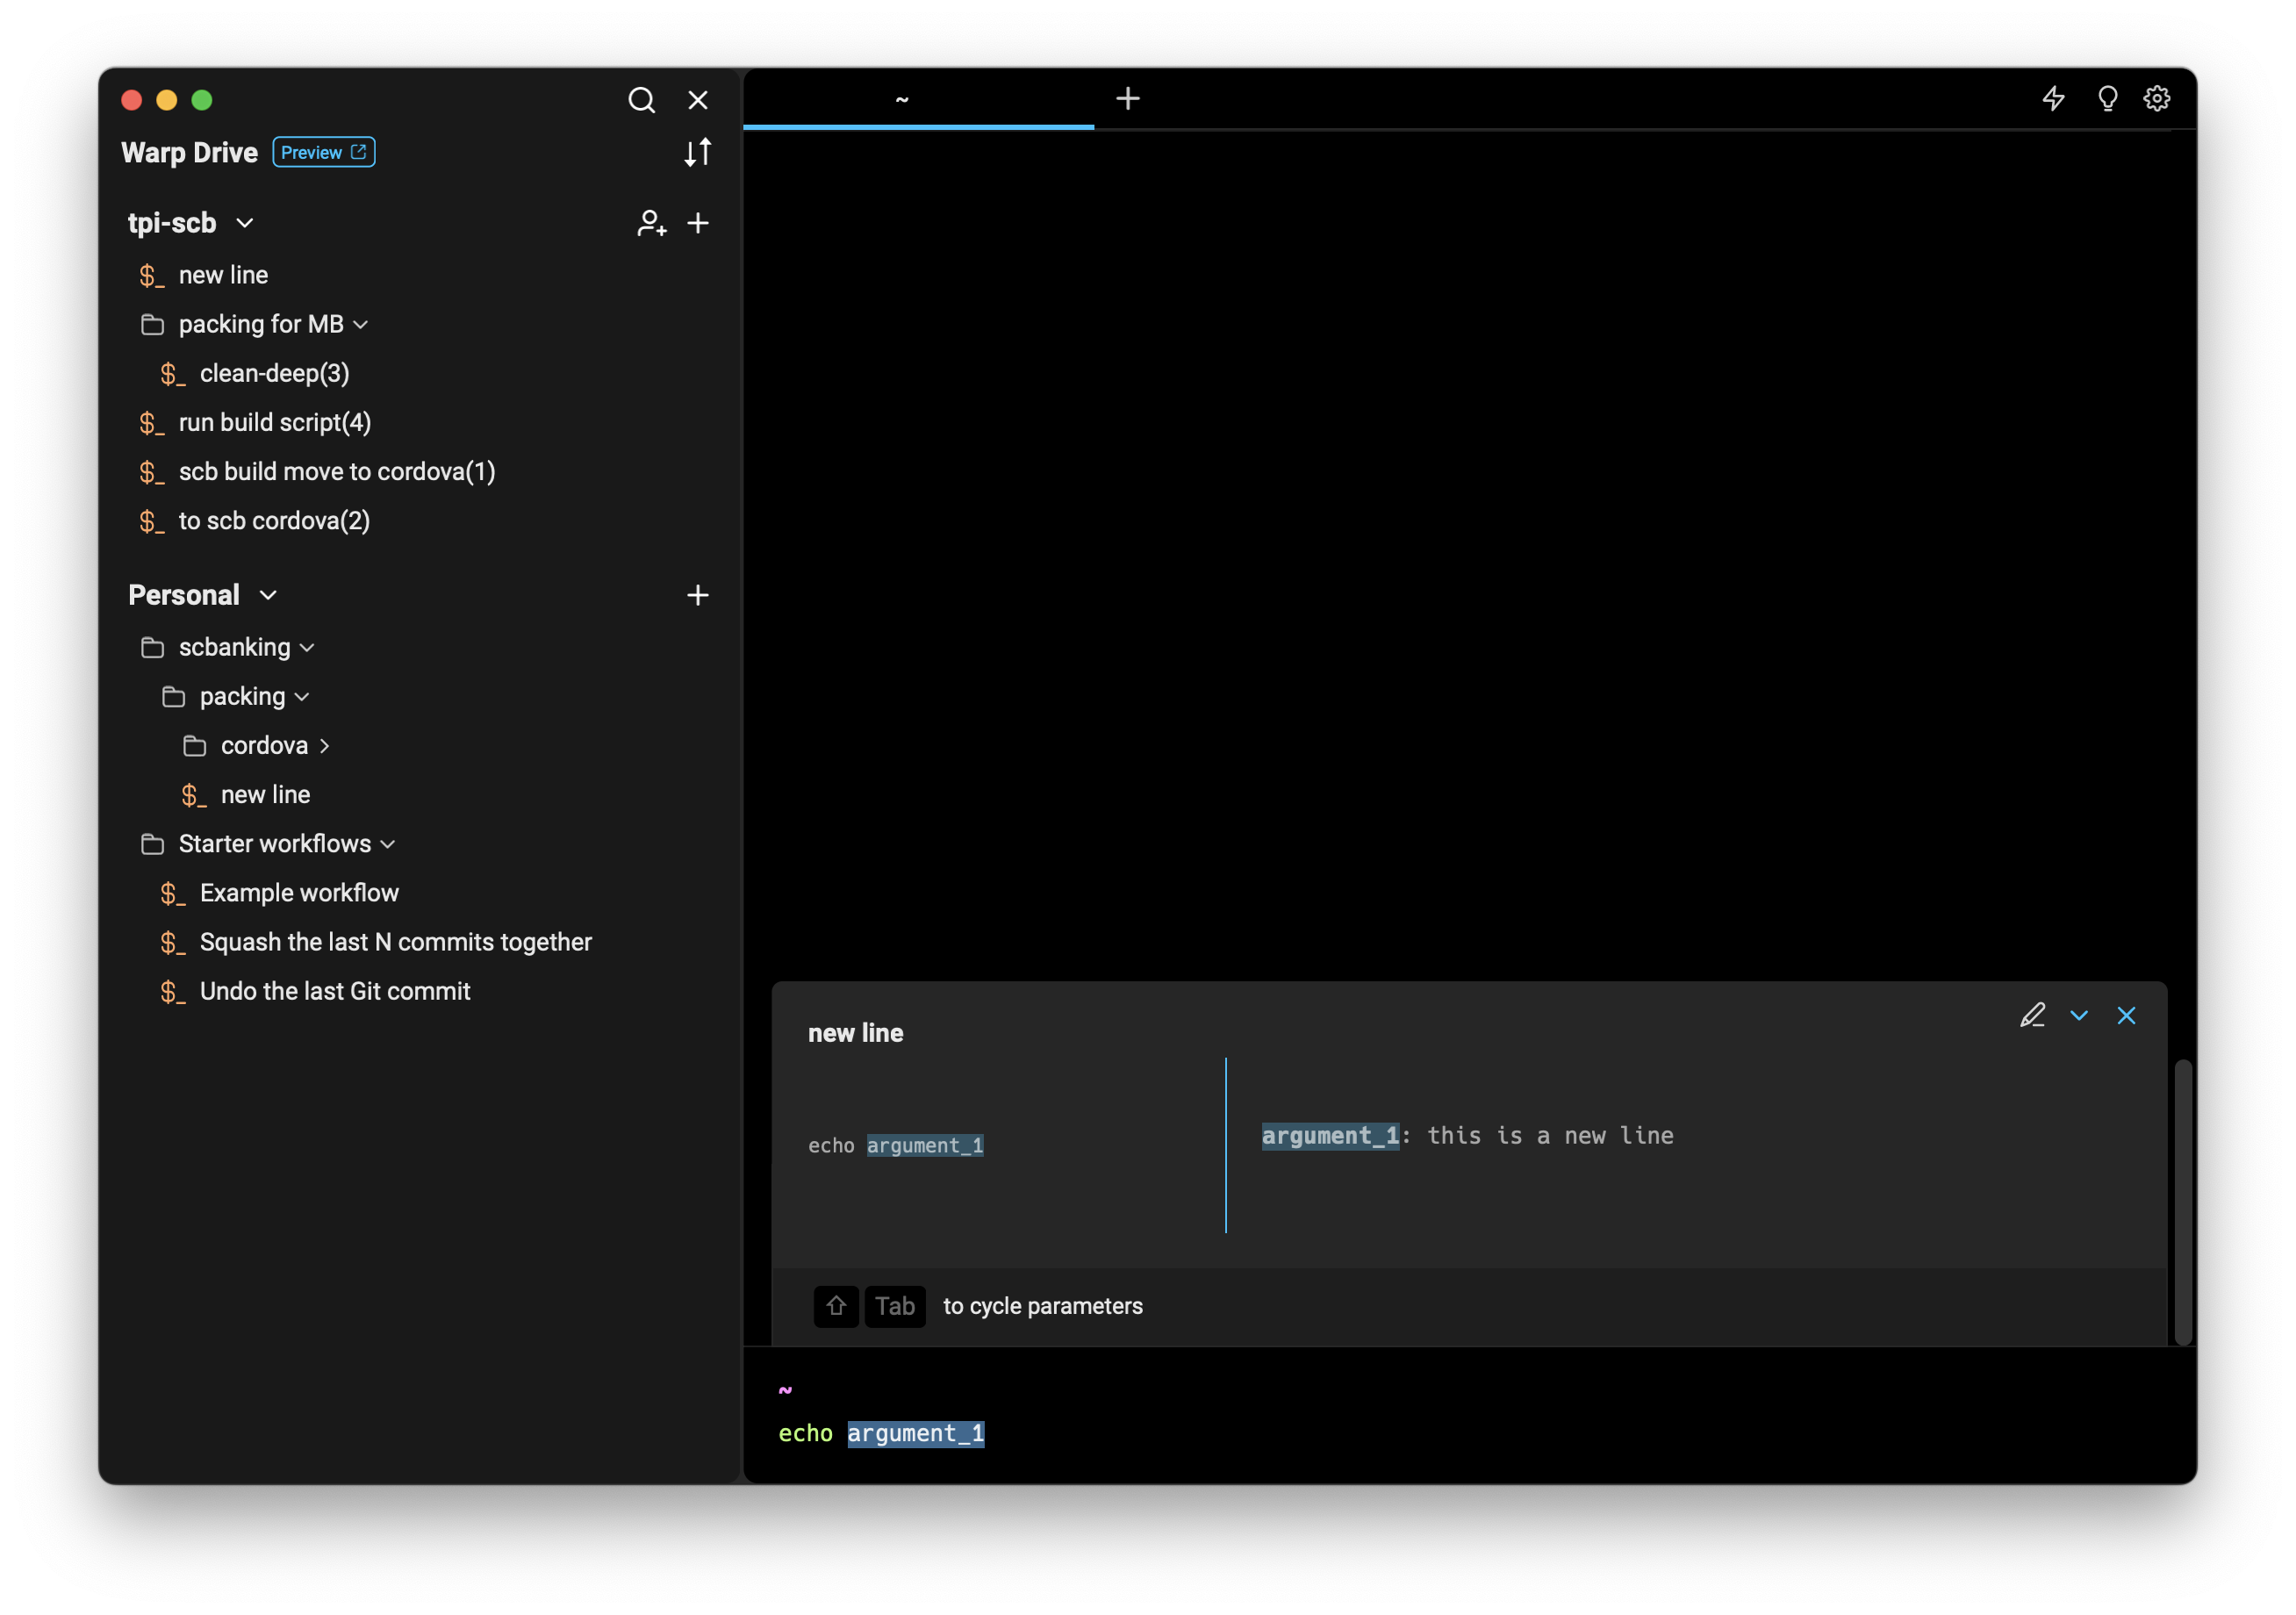 Warp Drive Preview
tpi-scb
$_ new line
packing for MB
$_ clean-deep(3)
$_ run build script(4)
$_ scb build move to cordova(1)
$_ to scb cordova(2)
Personal
scbanking
packing
cordova
$_ new line
Starter workflows
$_ Example workflow
$_ Squash the last N commits together
$_ Undo the last Git commit
~
new line
echo argument_1
argument_1: this is a new line
Tab to cycle parameters
~
echo argument_1